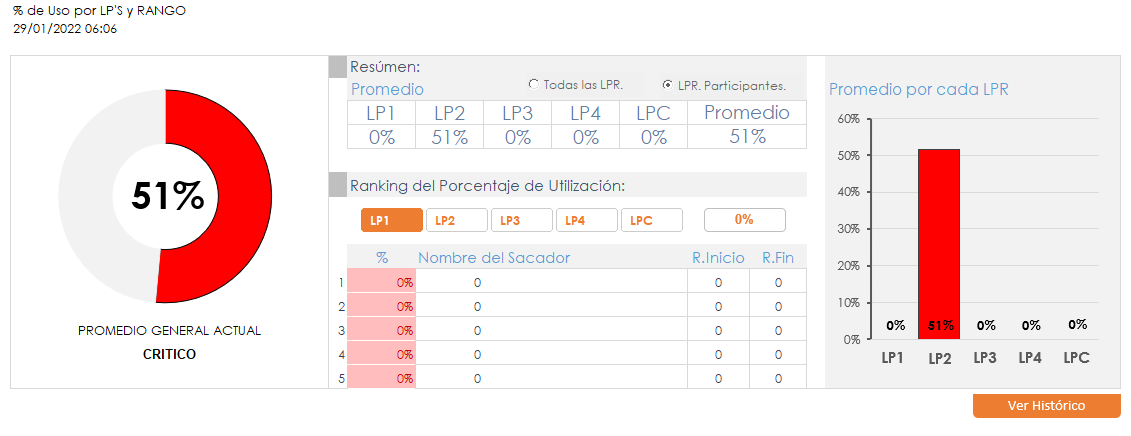 % de Uso por LP'S y RANGO
29/01/2022 06:06
51%
PROMEDIO GENERAL ACTUAL
CRITICO
Resúmen:
Promedio
Todas las LPR.
LPR. Participantes.
LP1 LP2 LP3 LP4 LPC Promedio
0% 51% 0% 0% 0% 51%
Ranking del Porcentaje de Utilización:
LP1 LP2 LP3 LP4 LPC 0%
% Nombre del Sacador R.Inicio R.Fin
1 0% 0 0 0
2 0% 0 0 0
3 0% 0 0 0
4 0% 0 0 0
5 0% 0 0 0
Promedio por cada LPR
60%
50%
40%
30%
20%
10%
0%
0% 51% 0% 0% 0%
LP1 LP2 LP3 LP4 LPC
Ver Histórico